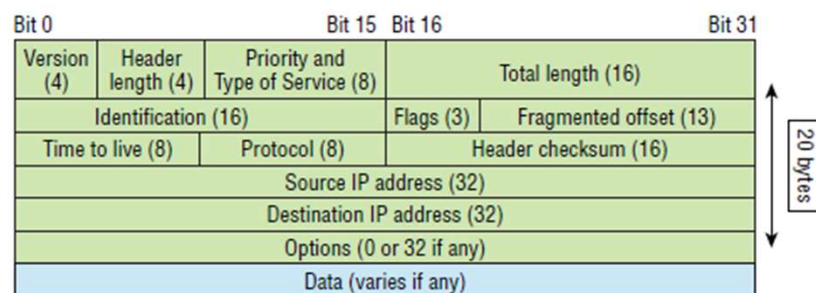 Bit 0 Bit 15 Bit 16 Bit 31
Version (4)
Header length (4)
Priority and Type of Service (8)
Total length (16)
Identification (16)
Flags (3)
Fragmented offset (13)
Time to live (8)
Protocol (8)
Header checksum (16)
Source IP address (32)
Destination IP address (32)
Options (0 or 32 if any)
Data (varies if any)
20 bytes